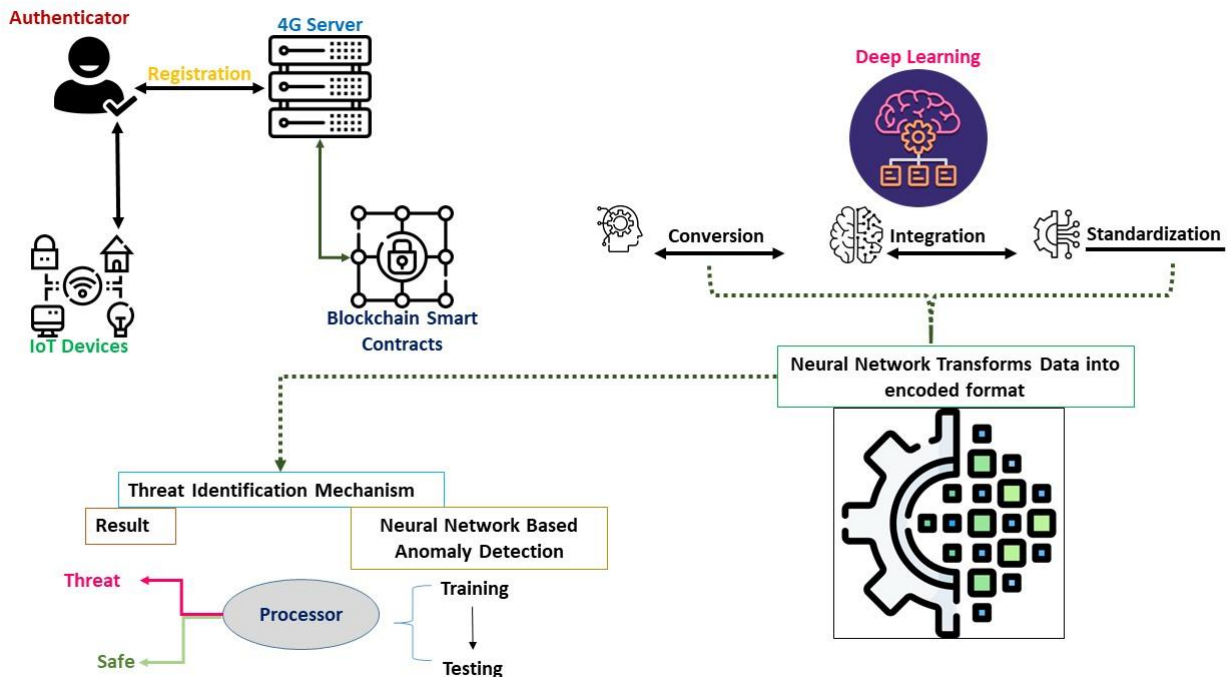 Authenticator
4G Server
Registration
IoT Devices
Blockchain Smart
Contracts
Deep Learning
Conversion
Integration
Standardization
Neural Network Transforms Data into
encoded format
Threat Identification Mechanism
Result
Neural Network Based
Anomaly Detection
Threat
Processor
Training
Safe
Testing